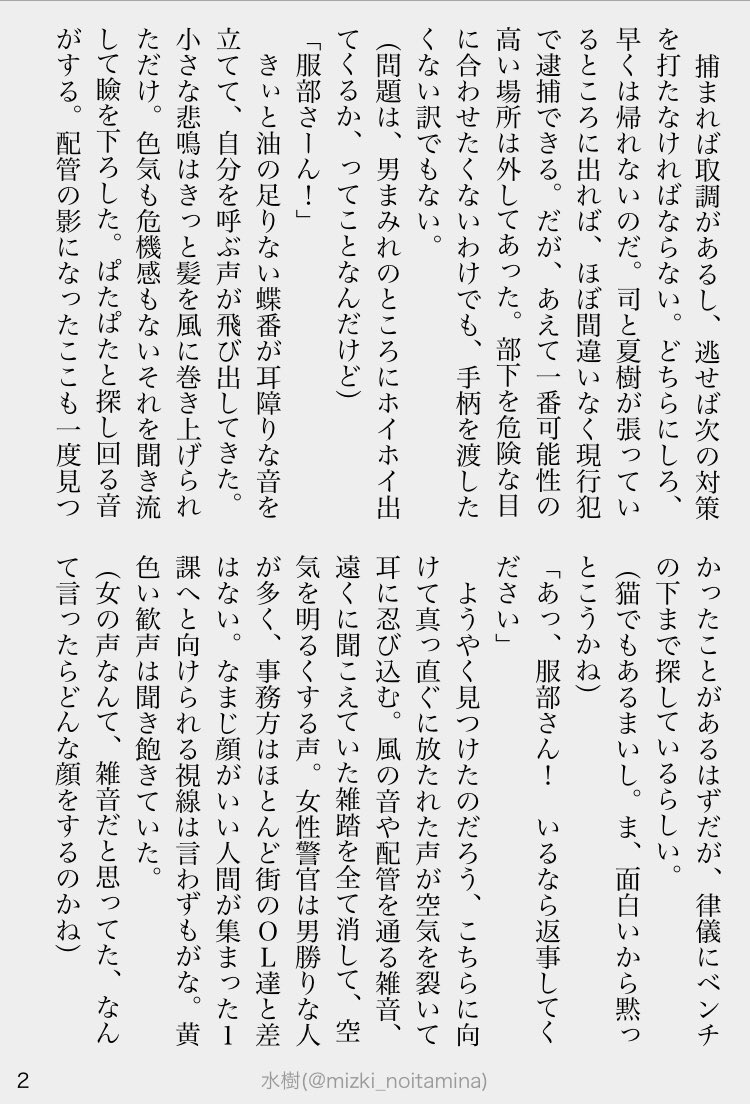 捕まれば取調があるし、逃せば次の対策
を打たなければならない。どちらにしろ、
早くは帰れないのだ。司と夏樹が張ってい
るところに出れば、ほぼ間違いなく現行犯
で逮捕できる。だが、あえて一番可能性の
高い場所は外してあった。部下を危険な目
に合わせたくないわけでも、手柄を渡した
くない訳でもない。
(問題は、男まみれのところにホイホイ出
てくるか、ってことなんだけど)
「服部さーん！」
　きぃと油の足りない蝶番が耳障りな音を
立てて、自分を呼ぶ声が飛び出してきた。
小さな悲鳴はきっと髪を風に巻き上げられ
ただけ。色気も危機感もないそれを聞き流
して瞼を下ろした。ぱたぱたと探し回る音
がする。配管の影になったここも一度見つ
かったことがあるはずだが、律儀にベンチ
の下まで探しているらしい。
(猫でもあるまいし。ま、面白いから黙っ
とこうかね)
「あっ、服部さん！　いるなら返事してく
ださい」
　ようやく見つけたのだろう、こちらに向
けて真っ直ぐに放たれた声が空気を裂いて
耳に忍び込む。風の音や配管を通る雑音、
遠くに聞こえていた雑踏を全て消して、空
気を明るくする声。女性警官は男勝りな人
が多く、事務方はほとんど街のＯＬ達と差
はない。なまじ顔がいい人間が集まった１
課へと向けられる視線は言わずもがな。黄
色い歓声は聞き飽きていた。
(女の声なんて、雑音だと思ってた、なん
て言ったらどんな顔をするのかね)
2
水樹(@mizki_noitamina)